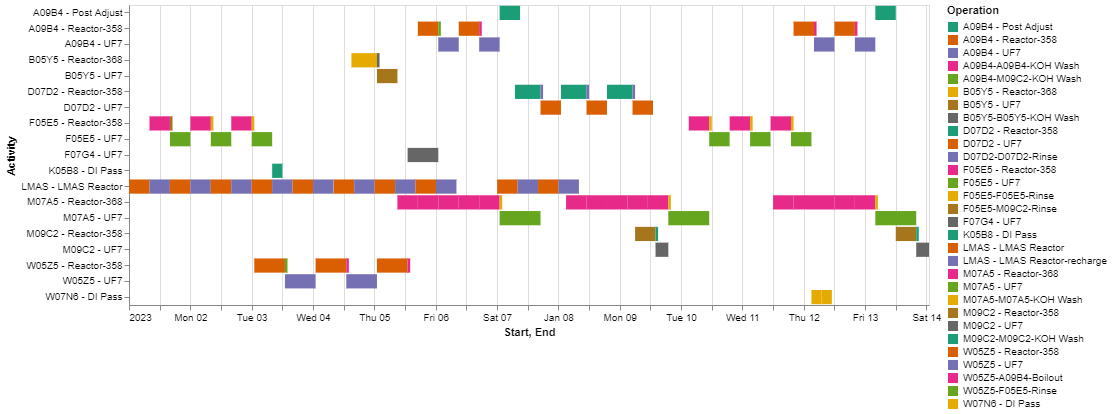 Activity
A09B4 - Post Adjust
A09B4 - Reactor-358
A09B4 - UF7
B05Y5 - Reactor-368
B05Y5 - UF7
D07D2 - Reactor-358
D07D2 - UF7
F05E5 - Reactor-358
F05E5 - UF7
F07G4 - UF7
K05B8 - DI Pass
LMAS - LMAS Reactor
M07A5 - Reactor-368
M07A5 - UF7
M09C2 - Reactor-358
M09C2 - UF7
W05Z5 - Reactor-358
W05Z5 - UF7
W07N6 - DI Pass
2023 Mon 02 Tue 03 Wed 04 Thu 05 Fri 06 Sat 07 Jan 08 Mon 09 Tue 10 Wed 11 Thu 12 Fri 13 Sat 14
Start, End
Operation
A09B4 - Post Adjust
A09B4 - Reactor-358
A09B4 - UF7
A09B4-A09B4-KOH Wash
A09B4-M09C2-KOH Wash
B05Y5 - Reactor-368
B05Y5 - UF7
B05Y5-B05Y5-KOH Wash
D07D2 - Reactor-358
D07D2 - UF7
D07D2-D07D2-Rinse
F05E5 - Reactor-358
F05E5 - UF7
F05E5-F05E5-Rinse
F05E5-M09C2-Rinse
F07G4 - UF7
K05B8 - DI Pass
LMAS - LMAS Reactor
LMAS - LMAS Reactor-recharge
M07A5 - Reactor-368
M07A5 - UF7
M07A5-M07A5-KOH Wash
M09C2 - Reactor-358
M09C2 - UF7
M09C2-M09C2-KOH Wash
W05Z5 - Reactor-358
W05Z5 - UF7
W05Z5-A09B4-Boilout
W05Z5-F05E5-Rinse
W07N6 - DI Pass